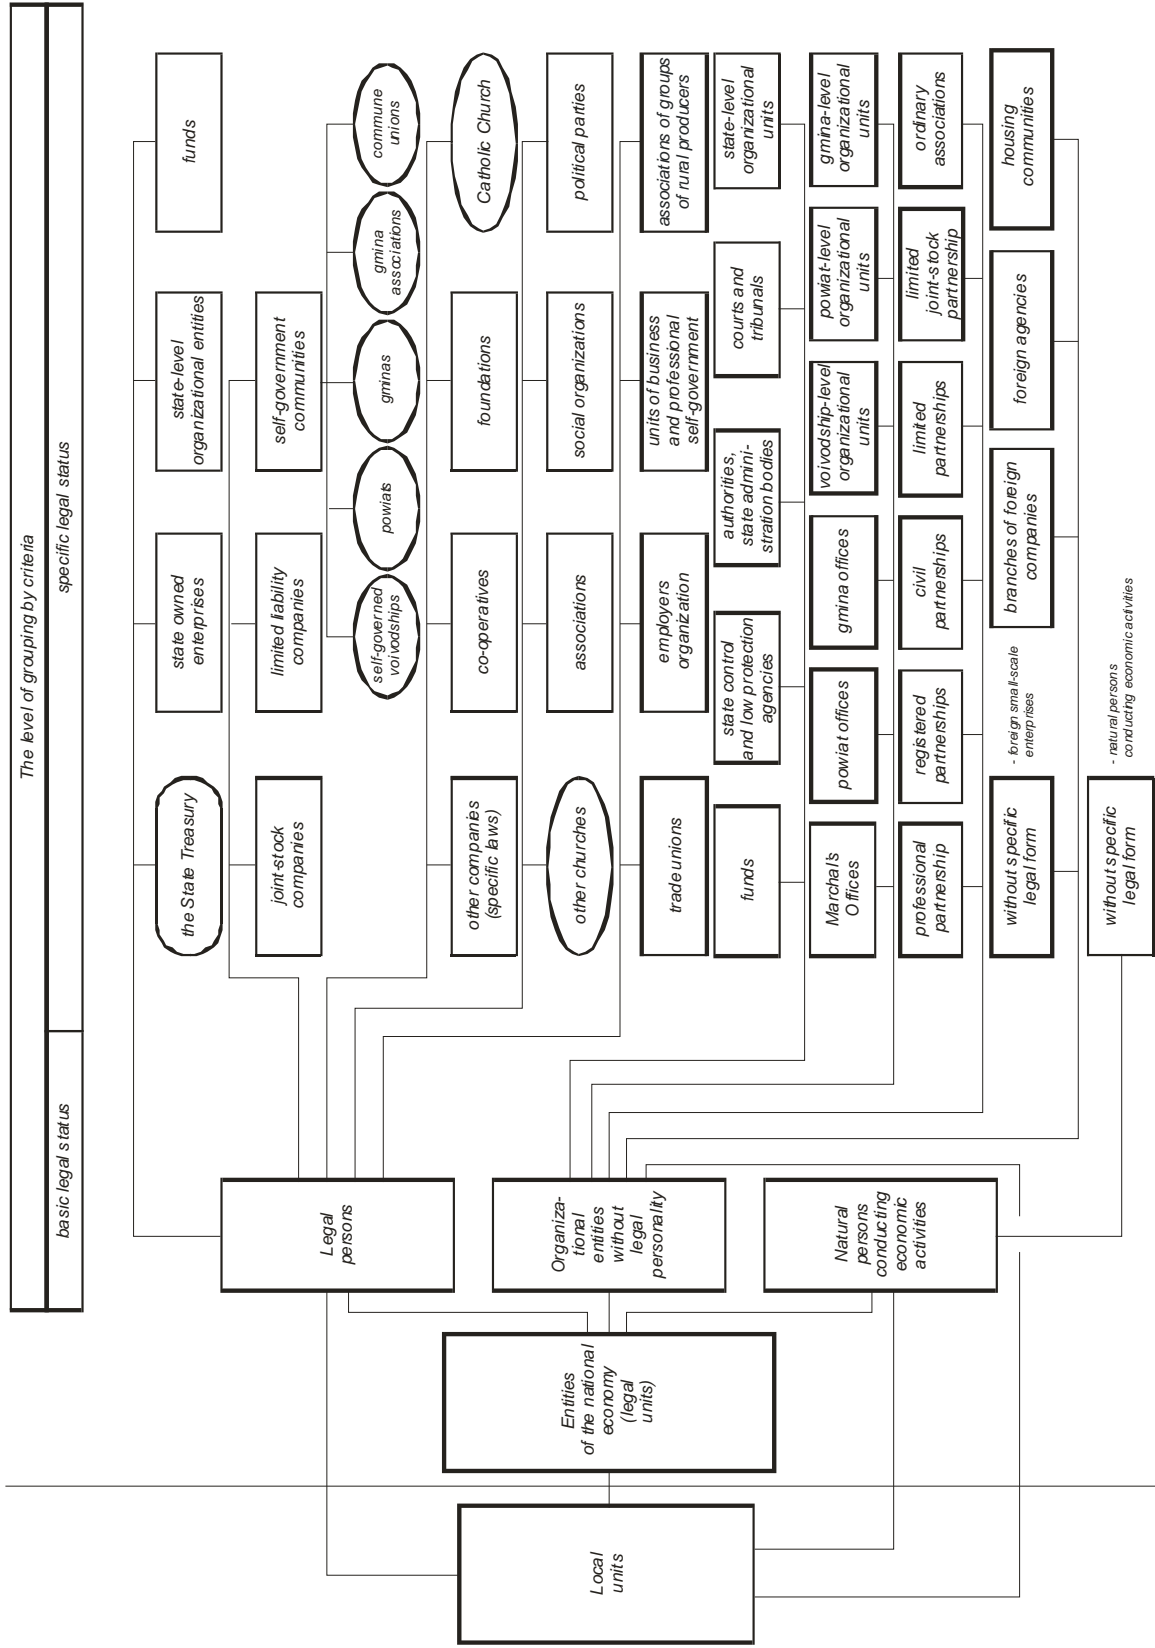 The level of grouping by criteria
basic legal status
specific legal status
Local
units
Entities
of the national
economy
(legal
units)
Legal
persons
Organiza-
tional
entities
without
legal
personality
Natural
persons
conducting
economic
activities
the State Treasury
state owned
enterprises
state-level
organizational entities
funds
joint-stock
companies
limited liability
companies
self-government
communities
self-governed
voivodships
powiats
gminas
gmina
associations
commune
unions
other companies
(specific laws)
co-operatives
foundations
Catholic Church
other churches
associations
social organizations
political parties
trade unions
employers
organization
units of business
and professional
self-government
associations of groups
of rural producers
funds
state control
and low protection
agencies
authorities,
state admini-
stration bodies
courts and
tribunals
state-level
organizational
units
Marchal's
Offices
powiat offices
gmina offices
voivodship-level
organizational
units
powiat-level
organizational
units
gmina-level
organizational
units
professional
partnership
registered
partnerships
civil
partnerships
limited
partnerships
limited
joint-stock
partnership
ordinary
associations
without specific
legal form
- foreign small-scale
enterprises
branches of foreign
companies
foreign agencies
housing
communities
without specific
legal form
- natural persons
conducting economic activities